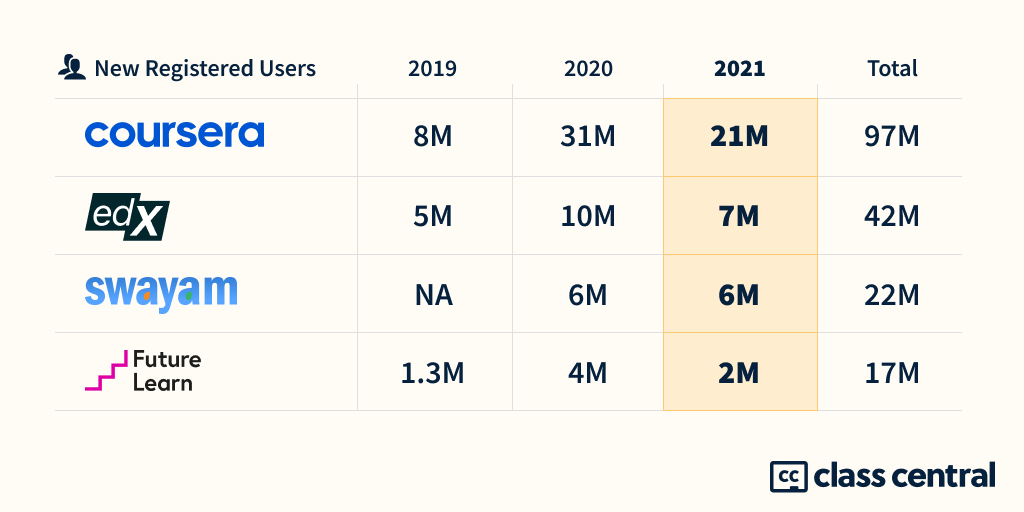 New Registered Users 2019 2020 2021 Total
coursera 8M 31M 21M 97M
edX 5M 10M 7M 42M
swayam NA 6M 6M 22M
Future
Learn 1.3M 4M 2M 17M
cc class central